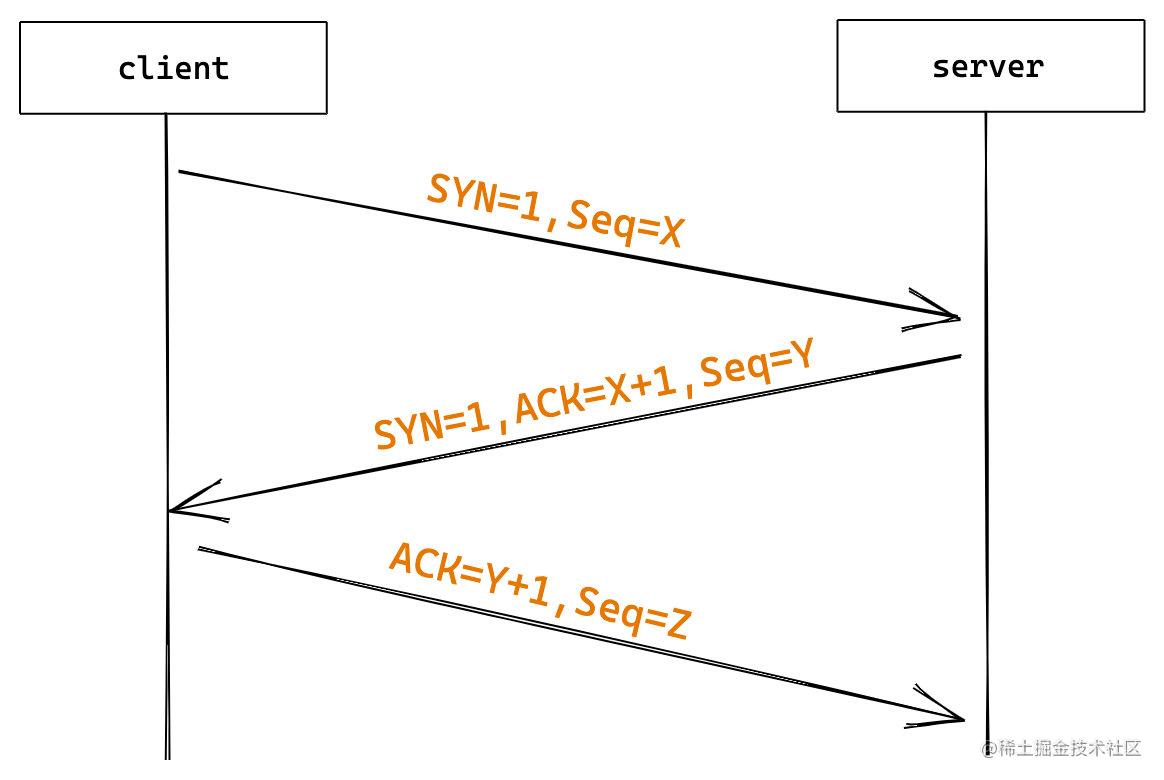 client
server
SYN=1,Seq=X
SYN=1,ACK=X+1,Seq=Y
ACK=Y+1,Seq=Z
@稀土掘金技术社区